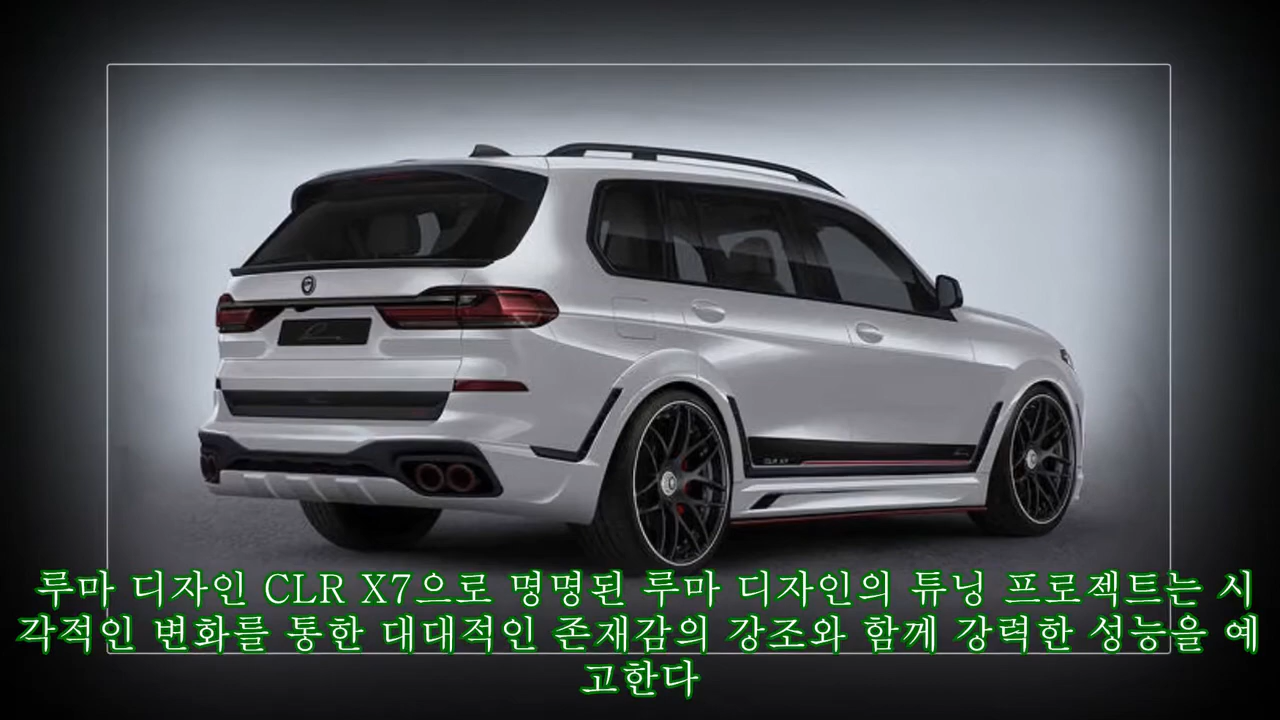 CLR X7
루마 디자인 CLR X7으로 명명된 루마 디자인의 튜닝 프로젝트는 시
각적인 변화를 통한 대대적인 존재감의 강조와 함께 강력한 성능을 예
고한다